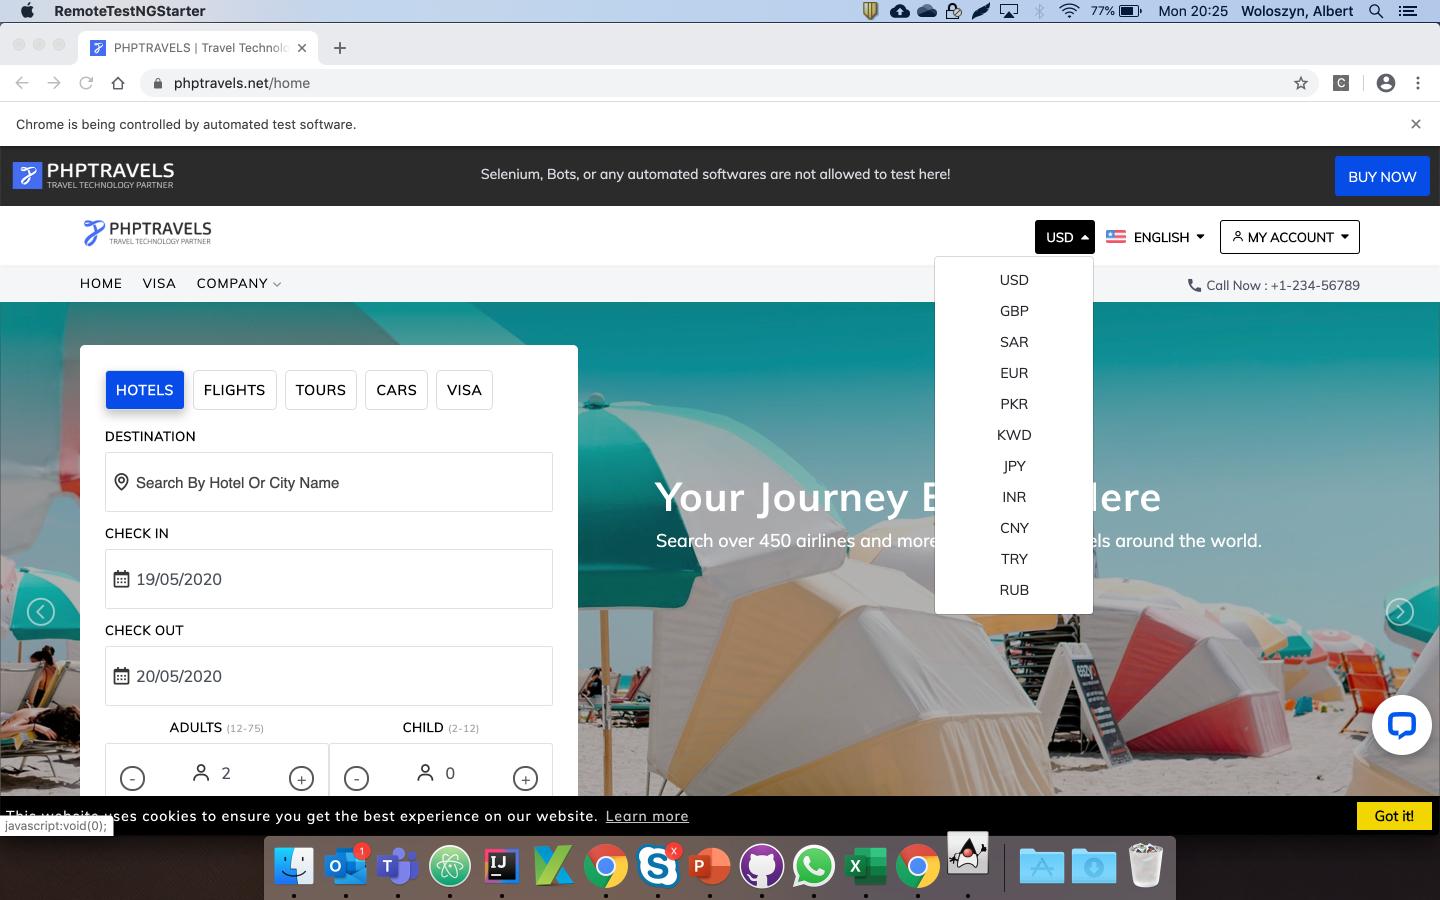 RemoteTestNGStarter
77%
Mon 20:25
Woloszyn, Albert
PHPTRAVELS | Travel Technolo
phptravels.net/home
C
Chrome is being controlled by automated test software.
PHPTRAVELS
TRAVEL TECHNOLOGY PARTNER
Selenium, Bots, or any automated softwares are not allowed to test here!
BUY NOW
PHPTRAVELS
TRAVEL TECHNOLOGY PARTNER
USD
ENGLISH
MY ACCOUNT
HOME
VISA
COMPANY
Call Now : +1-234-56789
USD
GBP
SAR
EUR
PKR
KWD
JPY
INR
CNY
TRY
RUB
HOTELS
FLIGHTS
TOURS
CARS
VISA
DESTINATION
Search By Hotel Or City Name
CHECK IN
19/05/2020
CHECK OUT
20/05/2020
ADULTS (12-75)
CHILD (2-12)
- 2 +
- 0 +
Your Journey B ere
Search over 450 airlines and more els around the world.
uses cookies to ensure you get the best experience on our website. Learn more
Got it!
javascript:void(0);
1
X
IJ